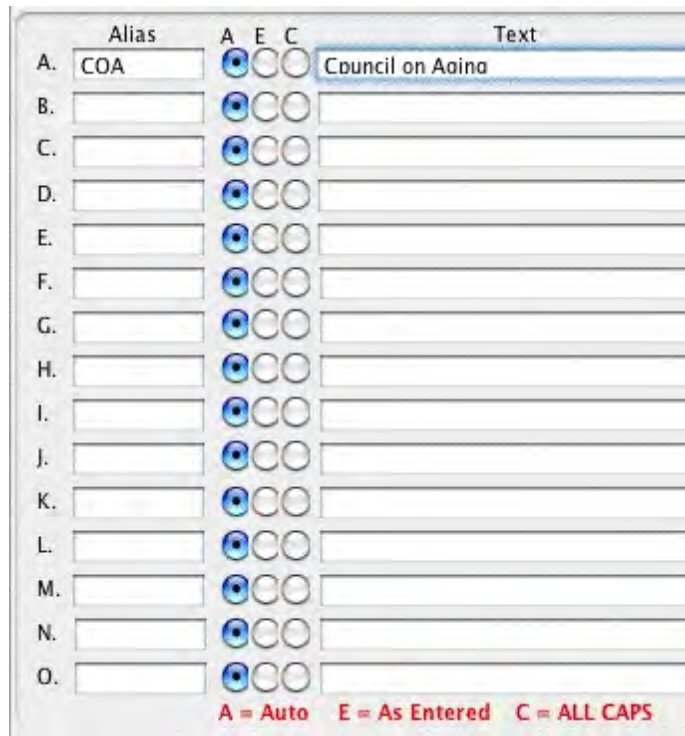 Alias A E C Text
A. COA Council on Aging
B.
C.
D.
E.
F.
G.
H.
I.
J.
K.
L.
M.
N.
O.
A = Auto E = As Entered C = ALL CAPS